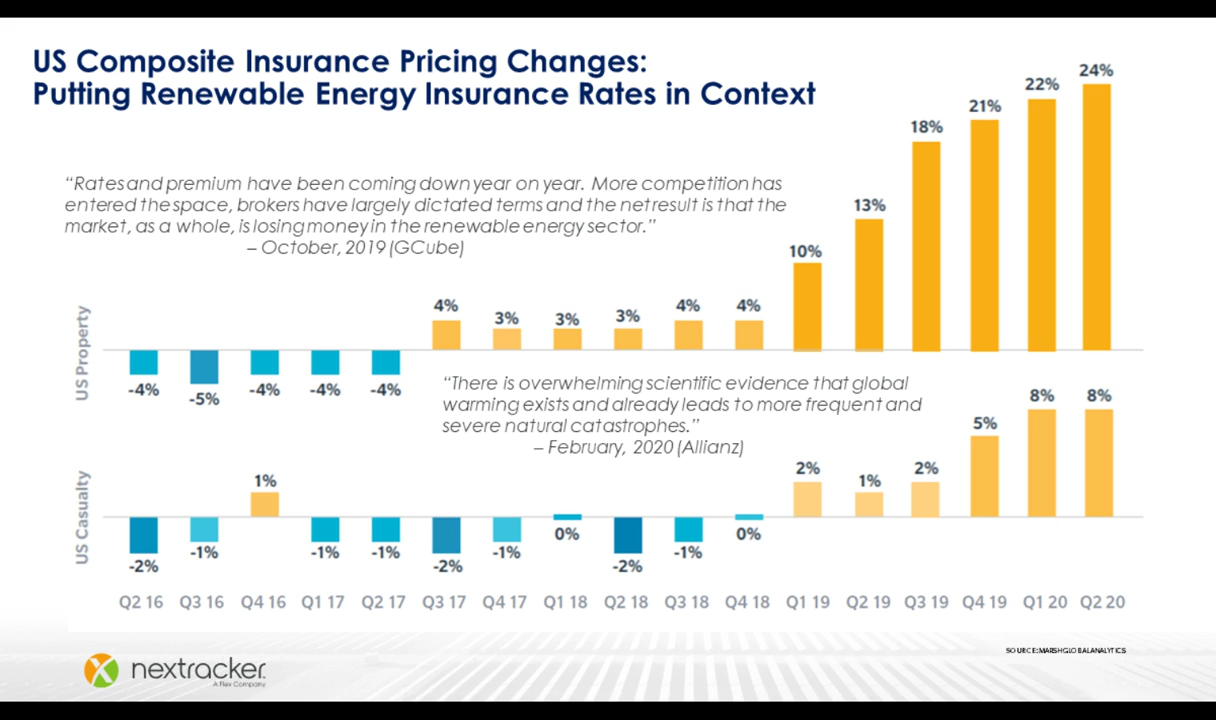 US Composite Insurance Pricing Changes:
Putting Renewable Energy Insurance Rates in Context
“Rates and premium have been coming down year on year. More competition has
entered the space, brokers have largely dictated terms and the net result is that the
market, as a whole, is losing money in the renewable energy sector.”
– October, 2019 (GCube)
US Property
-4% -5% -4% -4% -4% 4% 3% 3% 3% 4% 4% 10% 13% 18% 21% 22% 24%
“There is overwhelming scientific evidence that global
warming exists and already leads to more frequent and
severe natural catastrophes.”
– February, 2020 (Allianz)
US Casualty
-2% -1% 1% -1% -1% -2% -1% 0% -2% -1% 0% 2% 1% 2% 5% 8% 8%
Q2 16 Q3 16 Q4 16 Q1 17 Q2 17 Q3 17 Q4 17 Q1 18 Q2 18 Q3 18 Q4 18 Q1 19 Q2 19 Q3 19 Q4 19 Q1 20 Q2 20
SOURCE: MARSH GLOBAL ANALYTICS
nextracker.
A Flex Company